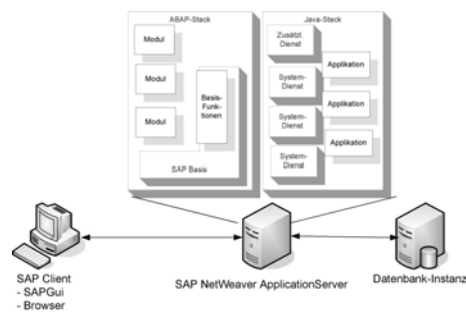 ABAP-Stack
Modul
Modul
Modul
Basis-
Funk-
tionen
SAP Basis
Java-Stack
Zusätzl.
Dienst
System-
Dienst
System-
Dienst
System-
Dienst
Applikation
Applikation
Applikation
SAP Client
- SAPGui
- Browser
SAP NetWeaver ApplicationServer
Datenbank-Instanz